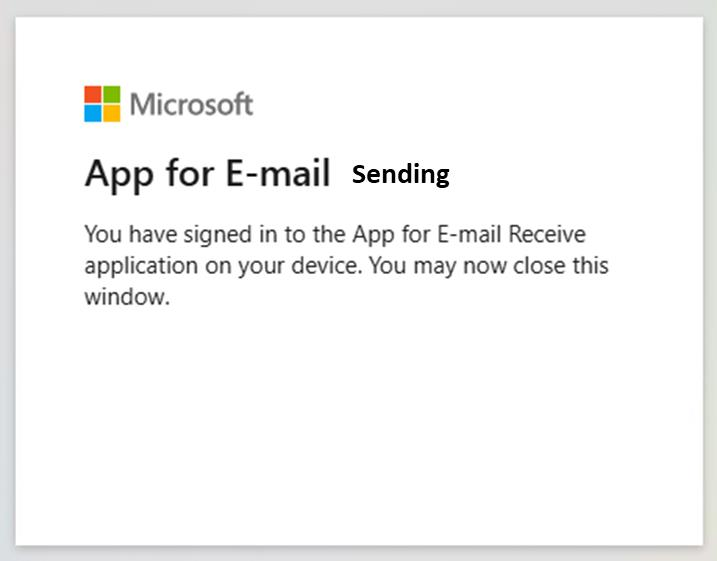 Microsoft
App for E-mail Sending
You have signed in to the App for E-mail Receive
application on your device. You may now close this
window.